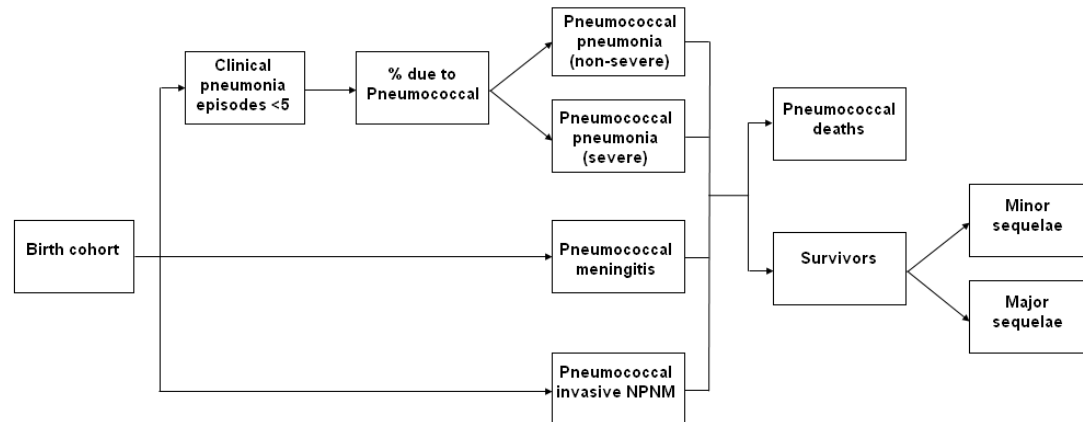 Birth cohort
Clinical
pneumonia
episodes <5
% due to
Pneumococcal
Pneumococcal
pneumonia
(non-severe)
Pneumococcal
pneumonia
(severe)
Pneumococcal
meningitis
Pneumococcal
invasive NPNM
Pneumococcal
deaths
Survivors
Minor
sequelae
Major
sequelae